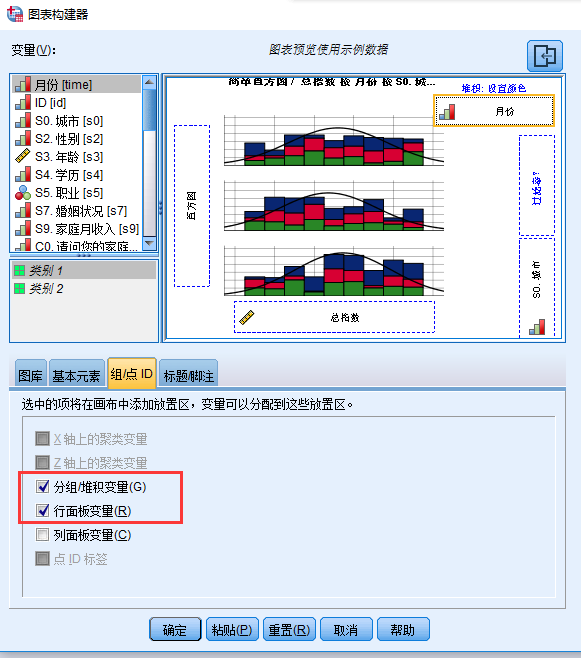 图表构建器
变量(V)：
图表预览使用示例数据
月份 [time]
ID [id]
S0. 城市 [s0]
S2. 性别 [s2]
S3. 年龄 [s3]
S4. 学历 [s4]
S5. 职业 [s5]
S7. 婚姻状况 [s7]
S9. 家庭月收入 [s9]
C0. 请问您的家庭...
类别 1
类别 2
简单直方图 / 总指数 按 月份 按 S0. 城...
堆积: 设置颜色
月份
直方图
过滤吗?
S0. 城市
总指数
图库
基本元素
组/点 ID
标题/脚注
选中的项将在画布中添加放置区，变量可以分配到这些放置区。
X 轴上的聚类变量
Z 轴上的聚类变量
分组/堆积变量(G)
行面板变量(R)
列面板变量(C)
点 ID 标签
确定
粘贴(P)
重置(R)
取消
帮助